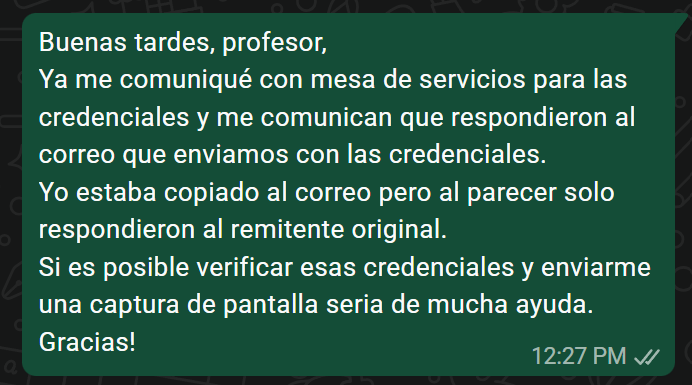 Buenas tardes, profesor,
Ya me comuniqué con mesa de servicios para las
credenciales y me comunican que respondieron al
correo que enviamos con las credenciales.
Yo estaba copiado al correo pero al parecer solo
respondieron al remitente original.
Si es posible verificar esas credenciales y enviarme
una captura de pantalla seria de mucha ayuda.
Gracias!
12:27 PM